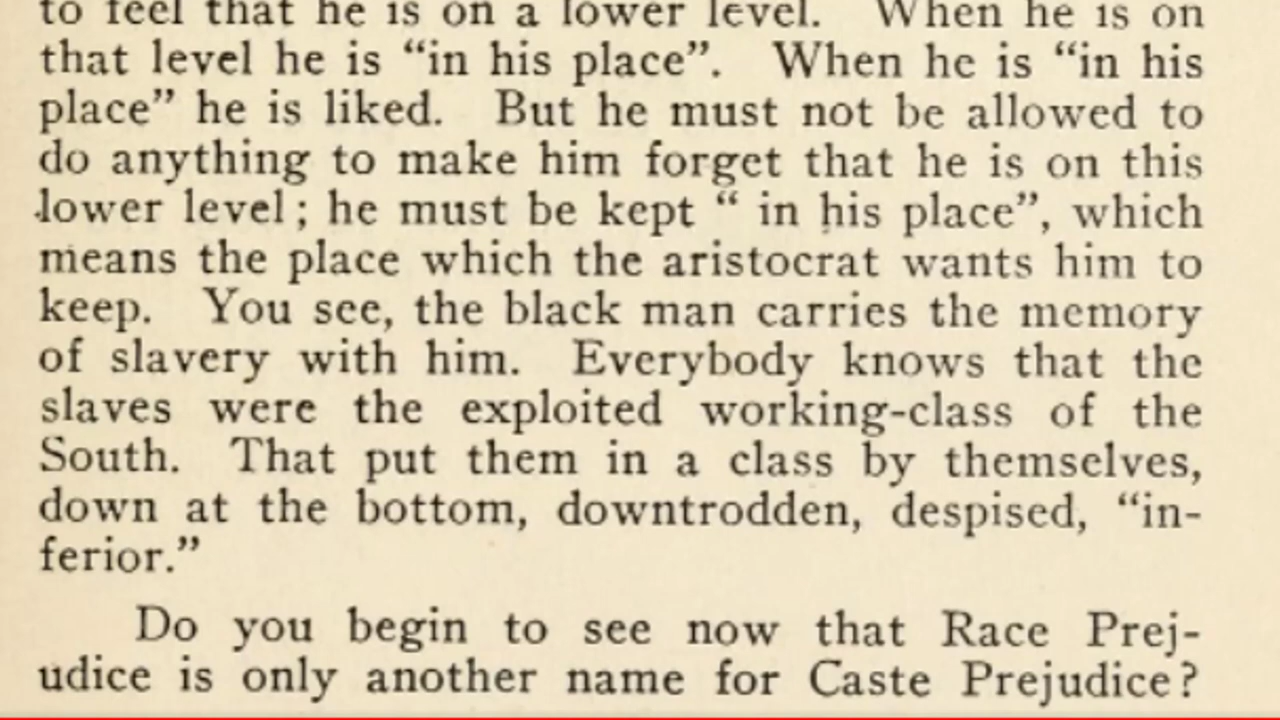 to feel that he is on a lower level. When he is on
that level he is “in his place”. When he is “in his
place” he is liked. But he must not be allowed to
do anything to make him forget that he is on this
lower level; he must be kept “ in his place”, which
means the place which the aristocrat wants him to
keep. You see, the black man carries the memory
of slavery with him. Everybody knows that the
slaves were the exploited working-class of the
South. That put them in a class by themselves,
down at the bottom, downtrodden, despised, “in-
ferior.”
Do you begin to see now that Race Prej-
udice is only another name for Caste Prejudice?